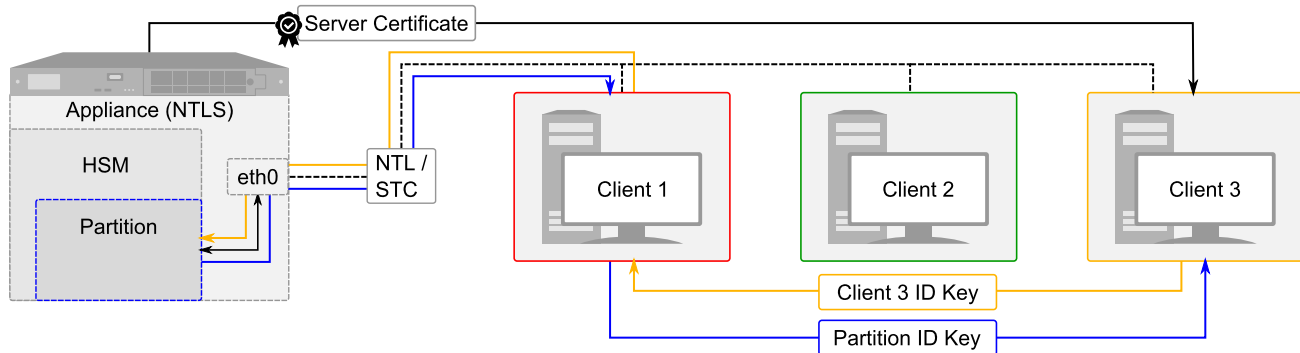 Server Certificate
Appliance (NTLS)
HSM
eth0
NTL /
STC
Partition
Client 1
Client 2
Client 3
Client 3 ID Key
Partition ID Key